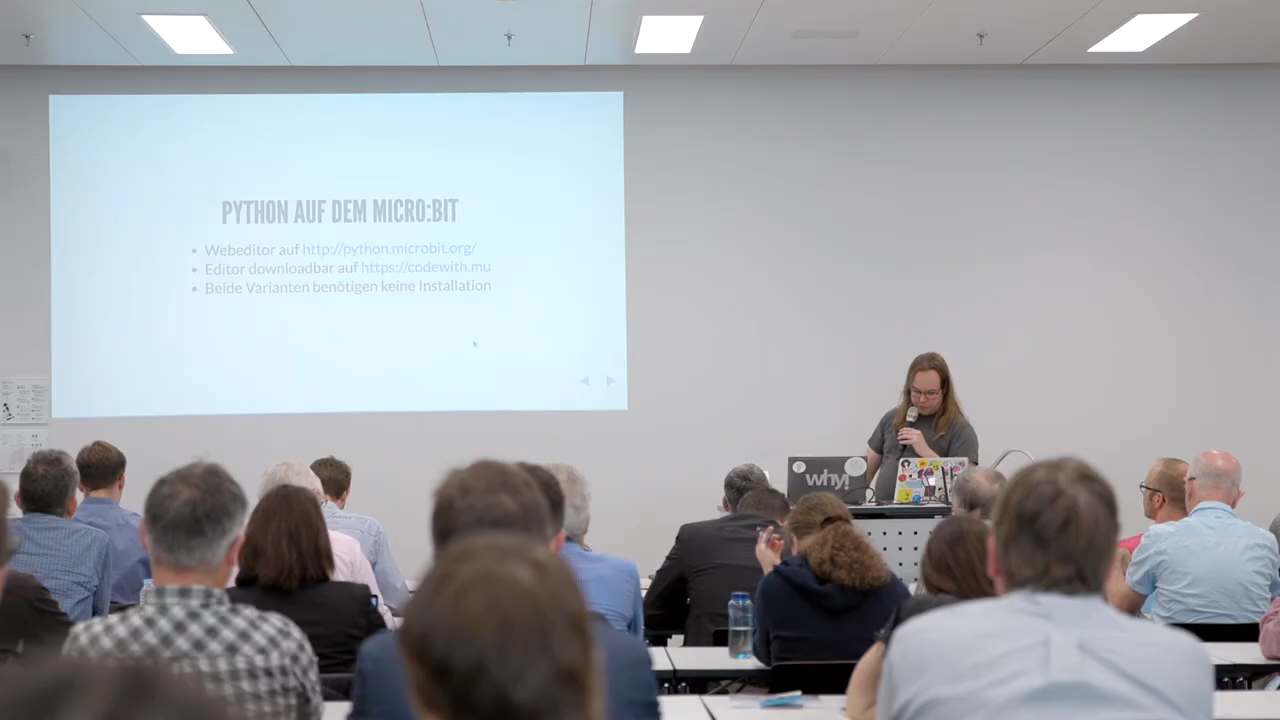 PYTHON AUF DEM MICRO:BIT
Webeditor auf http://python.microbit.org/
Editor downloadbar auf https://codewith.mu
Beide Varianten benötigen keine Installation
why!